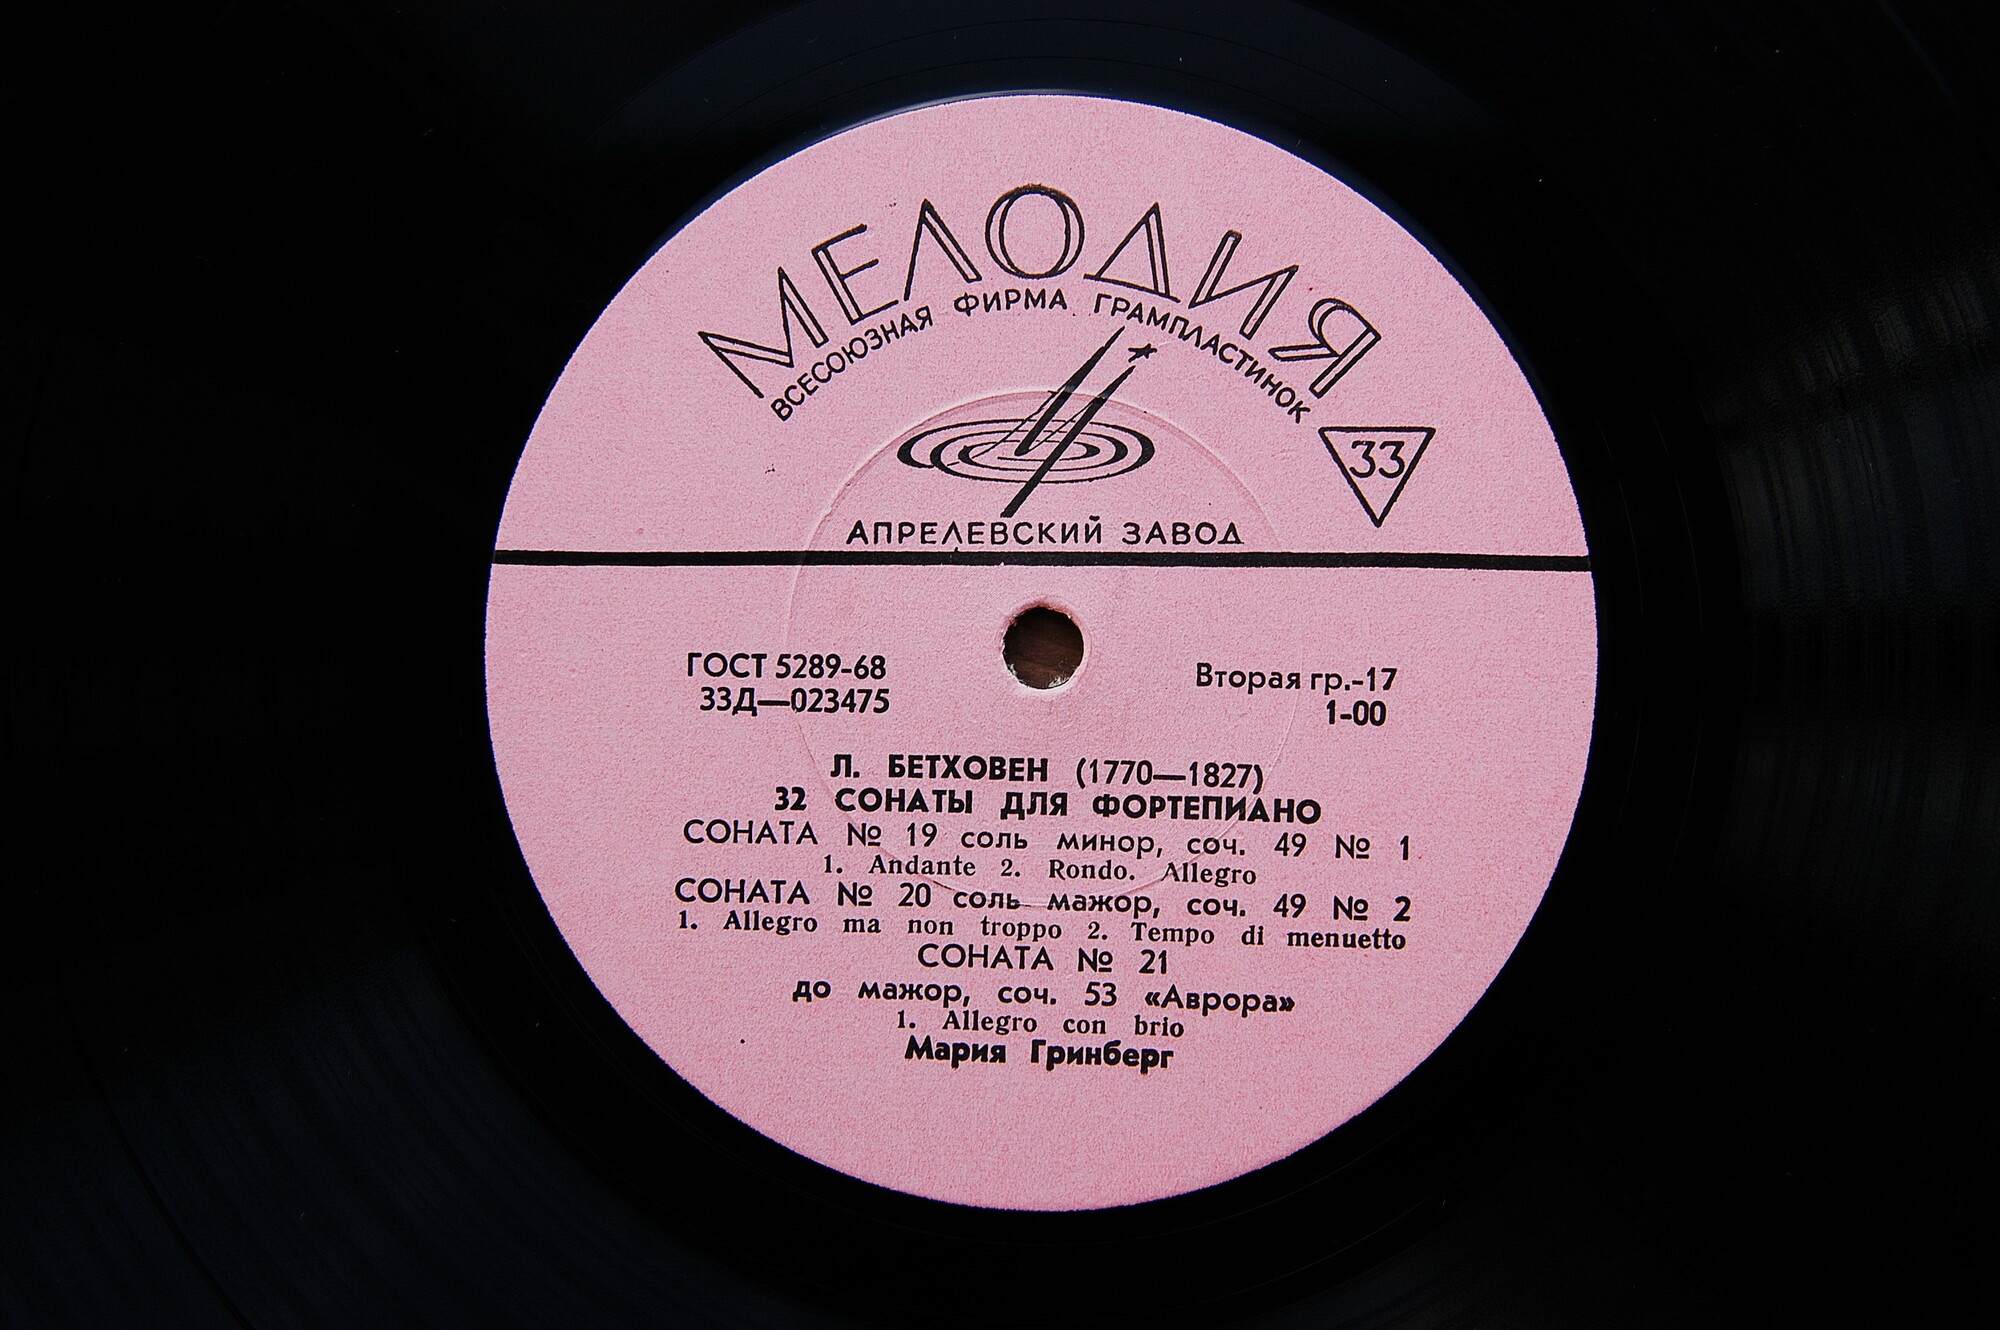 МЕЛОДИЯ
ВСЕСОЮЗНАЯ ФИРМА ГРАМПЛАСТИНОК
33
АПРЕЛЕВСКИЙ ЗАВОД
ГОСТ 5289-68
33Д—023475
Вторая гр.-17
1-00
Л. БЕТХОВЕН (1770—1827)
32 СОНАТЫ ДЛЯ ФОРТЕПИАНО
СОНАТА № 19 соль минор, соч. 49 № 1
1. Andante 2. Rondo. Allegro
СОНАТА № 20 соль мажор, соч. 49 № 2
1. Allegro ma non troppo 2. Tempo di menuetto
СОНАТА № 21
до мажор, соч. 53 «Аврора»
1. Allegro con brio
Мария Гринберг